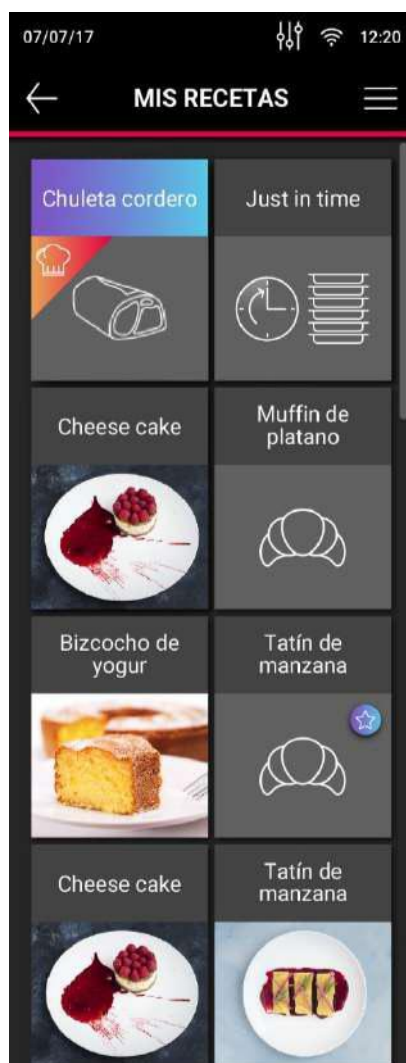 07/07/17 12:20
MIS RECETAS
Chuleta cordero
Just in time
Cheese cake
Muffin de
platano
Bizcocho de
yogur
Tatín de
manzana
Cheese cake
Tatín de
manzana